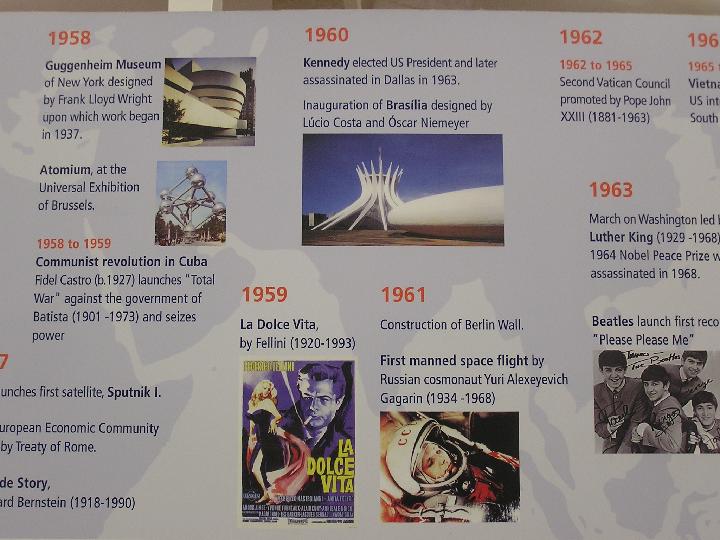 1958
Guggenheim Museum
of New York designed
by Frank Lloyd Wright
upon which work began
in 1937.
Atomium, at the
Universal Exhibition
of Brussels.
1958 to 1959
Communist revolution in Cuba
Fidel Castro (b.1927) launches "Total
War" against the government of
Batista (1901 -1973) and seizes
power
7
unches first satellite, Sputnik I.
uropean Economic Community
by Treaty of Rome.
de Story,
ard Bernstein (1918-1990)
1959
La Dolce Vita,
by Fellini (1920-1993)
FEDERICO FELLINI
LA
DOLCE
VITA
1960
Kennedy elected US President and later
assassinated in Dallas in 1963.
Inauguration of Brasília designed by
Lúcio Costa and Óscar Niemeyer
1961
Construction of Berlin Wall.
First manned space flight by
Russian cosmonaut Yuri Alexeyevich
Gagarin (1934 -1968)
CCC
1962
1962 to 1965
Second Vatican Council
promoted by Pope John
XXIII (1881-1963)
196
1965
Vietna
US int
South
1963
March on Washington led
Luther King (1929 -1968)
1964 Nobel Peace Prize w
assassinated in 1968.
Beatles launch first reco
"Please Please Me"
The Beatles